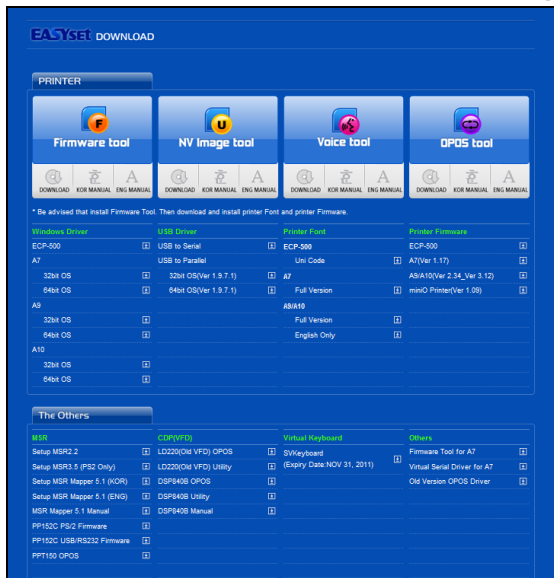 EASYSET DOWNLOAD
PRINTER
Firmware tool
NV Image tool
Voice tool
OPOS tool
DOWNLOAD KOR MANUAL ENG MANUAL
DOWNLOAD KOR MANUAL ENG MANUAL
DOWNLOAD KOR MANUAL ENG MANUAL
DOWNLOAD KOR MANUAL ENG MANUAL
* Be advised that install Firmware Tool. Then download and install printer Font and printer Firmware.
Windows Driver
ECP-500
A7
32bit OS
64bit OS
A9
32bit OS
64bit OS
A10
32bit OS
64bit OS
USB Driver
USB to Serial
USB to Parallel
32bit OS(Ver 1.9.7.1)
64bit OS(Ver 1.9.7.1)
Printer Font
ECP-500
Uni Code
A7
Full Version
A9/A10
Full Version
English Only
Printer Firmware
ECP-500
A7(Ver 1.17)
A9/A10(Ver 2.34_Ver 3.12)
miniO Printer(Ver 1.09)
The Others
MSR
Setup MSR2.2
Setup MSR3.5 (PS2 Only)
Setup MSR Mapper 5.1 (KOR)
Setup MSR Mapper 5.1 (ENG)
MSR Mapper 5.1 Manual
PP152C PS/2 Firmware
PP152C USB/RS232 Firmware
PPT150 OPOS
CDP(VFD)
LD220(Old VFD) OPOS
LD220(Old VFD) Utility
DSP840B OPOS
DSP840B Utility
DSP840B Manual
Virtual Keyboard
SVKeyboard
(Expiry Date:NOV 31, 2011)
Others
Firmware Tool for A7
Virtual Serial Driver for A7
Old Version OPOS Driver